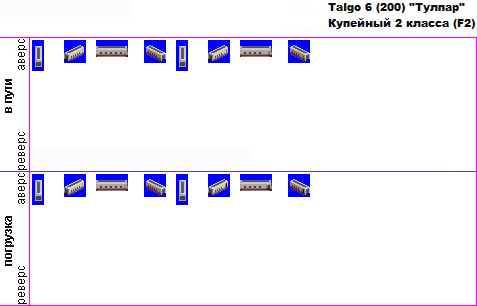 Talgo 6 (200) "Тулпар"
Купейный 2 класса (F2)
в пути
аверс
реверс
погрузка
аверс
реверс